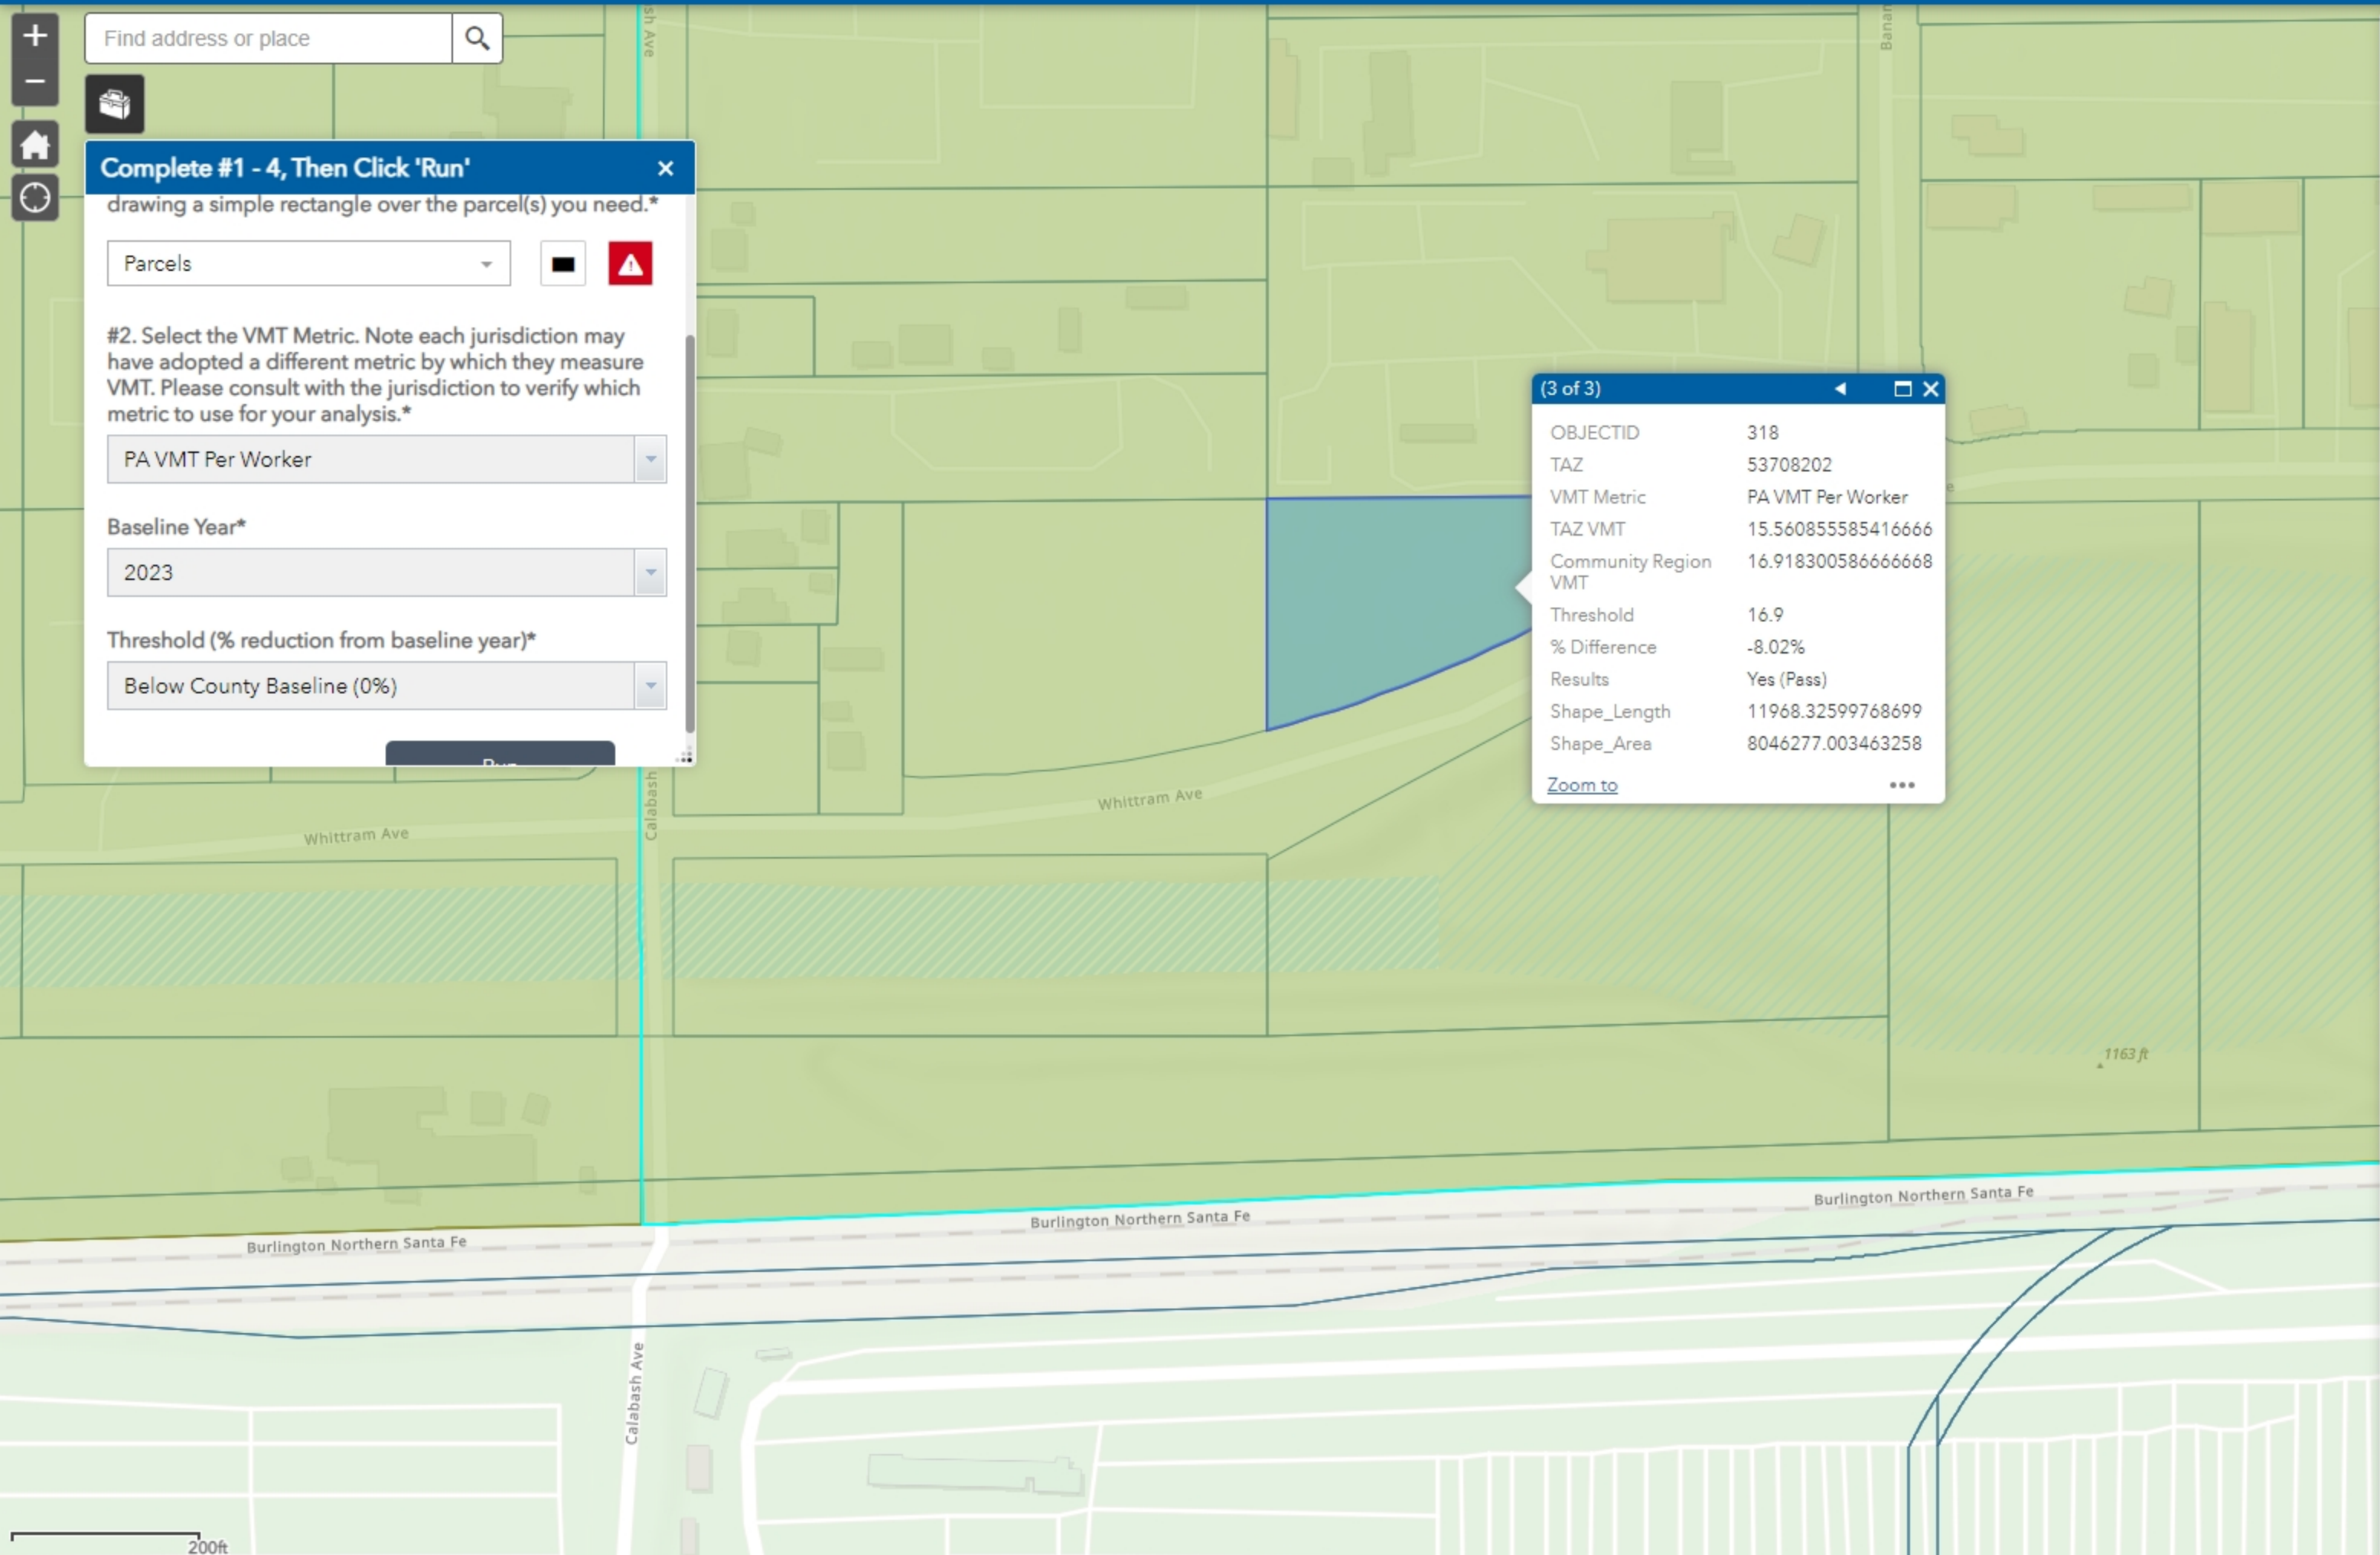 Find address or place
Complete #1 - 4, Then Click 'Run'
drawing a simple rectangle over the parcel(s) you need.*
Parcels
#2. Select the VMT Metric. Note each jurisdiction may
have adopted a different metric by which they measure
VMT. Please consult with the jurisdiction to verify which
metric to use for your analysis.*
PA VMT Per Worker
Baseline Year*
2023
Threshold (% reduction from baseline year)*
Below County Baseline (0%)
Run
(3 of 3)
OBJECTID 318
TAZ 53708202
VMT Metric PA VMT Per Worker
TAZ VMT 15.560855585416666
Community Region 16.918300586666668
VMT
Threshold 16.9
% Difference -8.02%
Results Yes (Pass)
Shape_Length 11968.32599768699
Shape_Area 8046277.003463258
Zoom to
sh Ave
Banan
e
Whittram Ave
Whittram Ave
Calabash
1163 ft
Burlington Northern Santa Fe
Burlington Northern Santa Fe
Burlington Northern Santa Fe
Calabash Ave
200ft